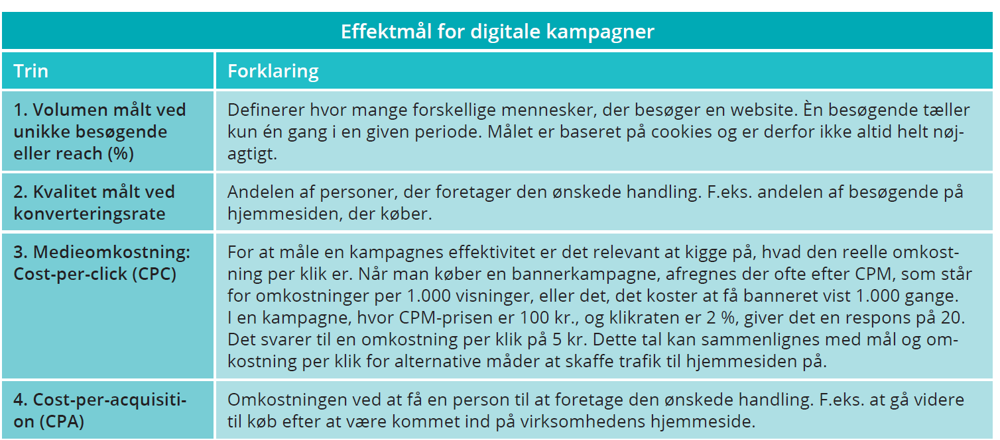 Effektmål for digitale kampagner
Trin
Forklaring
1. Volumen målt ved
unikke besøgende
eller reach (%)
Definerer hvor mange forskellige mennesker, der besøger en website. Èn besøgende tæller
kun én gang i en given periode. Målet er baseret på cookies og er derfor ikke altid helt nøj-
agtigt.
2. Kvalitet målt ved
konverteringsrate
Andelen af personer, der foretager den ønskede handling. F.eks. andelen af besøgende på
hjemmesiden, der køber.
3. Medieomkostning:
Cost-per-click (CPC)
For at måle en kampagnes effektivitet er det relevant at kigge på, hvad den reelle omkost-
ning per klik er. Når man køber en bannerkampagne, afregnes der ofte efter CPM, som står
for omkostninger per 1.000 visninger, eller det, det koster at få banneret vist 1.000 gange.
I en kampagne, hvor CPM-prisen er 100 kr., og klikraten er 2 %, giver det en respons på 20.
Det svarer til en omkostning per klik på 5 kr. Dette tal kan sammenlignes med mål og om-
kostning per klik for alternative måder at skaffe trafik til hjemmesiden på.
4. Cost-per-acquisiti-
on (CPA)
Omkostningen ved at få en person til at foretage den ønskede handling. F.eks. at gå videre
til køb efter at være kommet ind på virksomhedens hjemmeside.